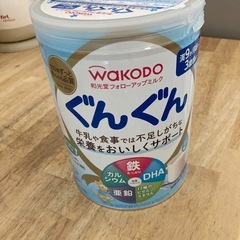 WAKODO
和光堂フォローアップミルク
ぐんぐん
牛乳や食事では不足しがちな
栄養をおいしくサポート
鉄
カルシウム
DHA
亜鉛